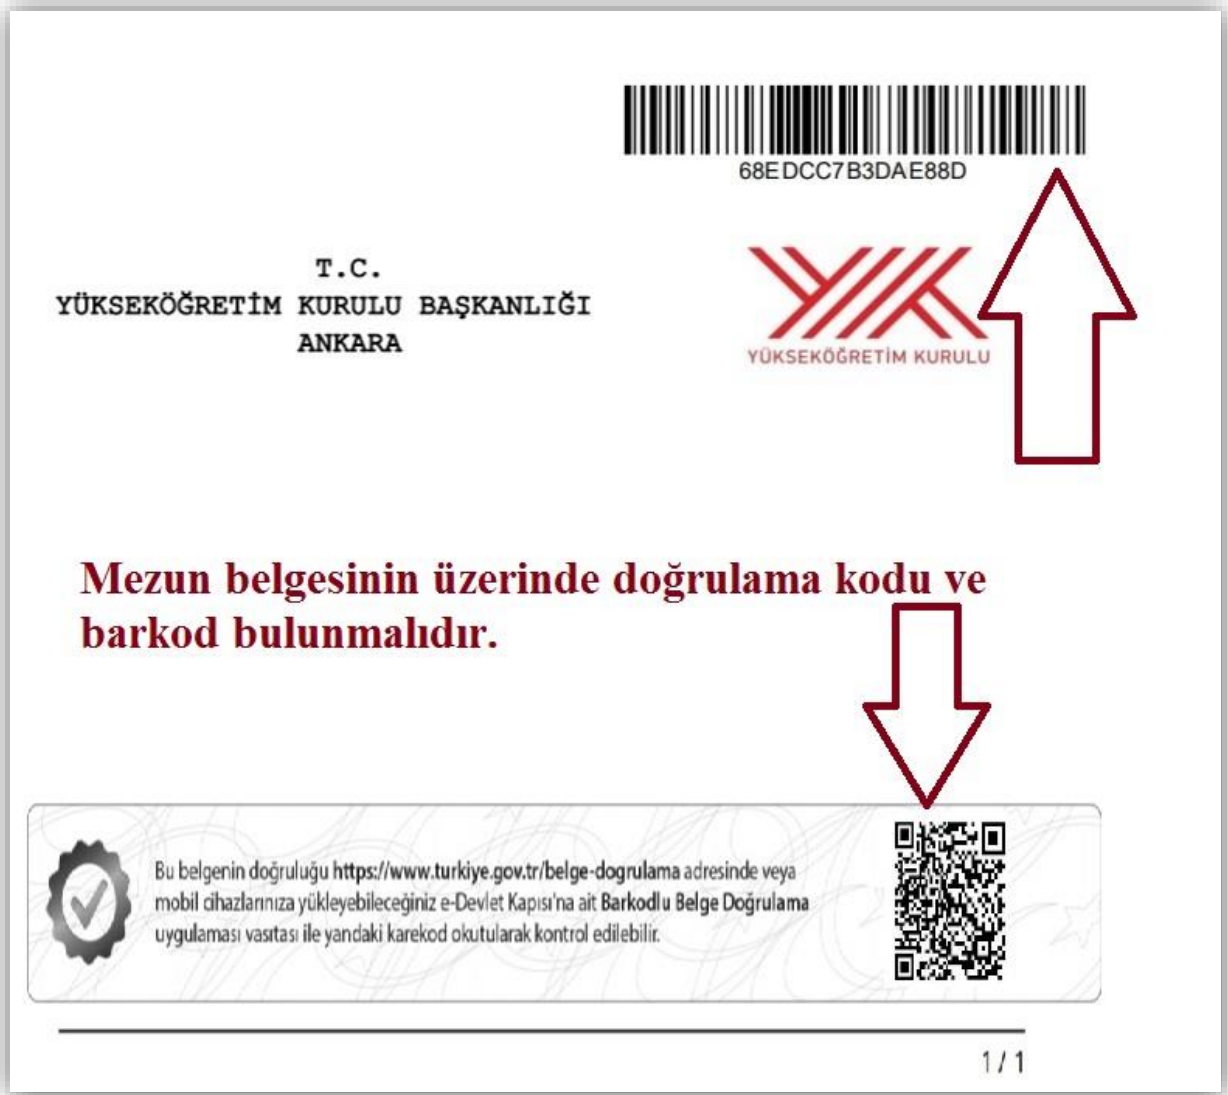 68EDCC7B3DAE88D
T.C.
YÜKSEKÖĞRETİM KURULU BAŞKANLIĞI
ANKARA
YÜKSEKÖĞRETİM KURULU
Mezun belgesinin üzerinde doğrulama kodu ve
barkod bulunmalıdır.
Bu belgenin doğruluğu https://www.turkiye.gov.tr/belge-dogrulama adresinde veya
mobil cihazlarınıza yükleyebileceğiniz e-Devlet Kapısı'na ait Barkodlu Belge Doğrulama
uygulaması vasıtası ile yandaki karekod okutularak kontrol edilebilir.
1 / 1